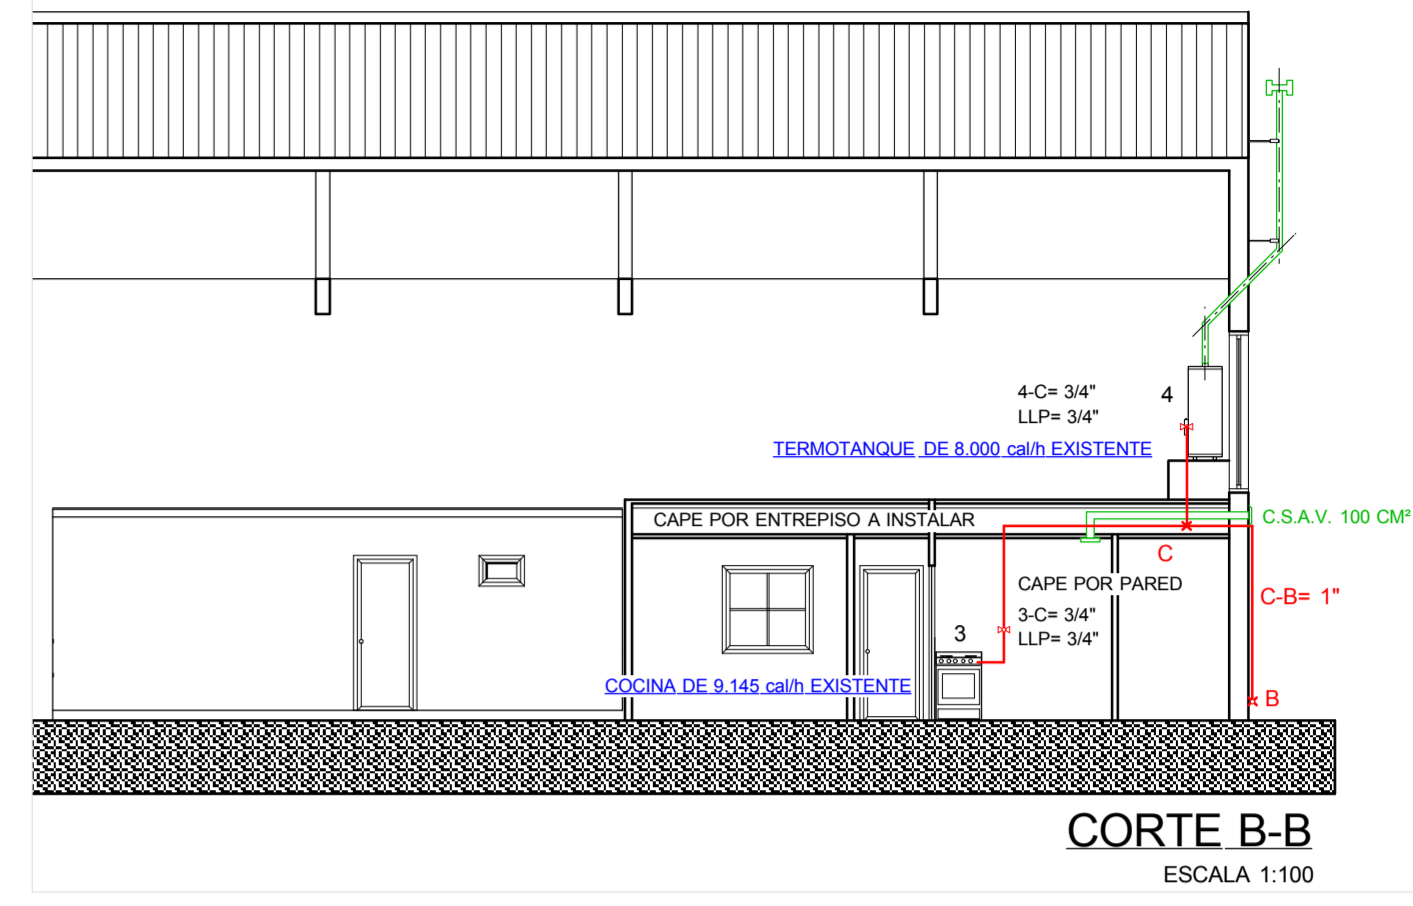 4-C= 3/4"
LLP= 3/4"
4
TERMOTANQUE DE 8.000 cal/h EXISTENTE
CAPE POR ENTREPISO A INSTALAR
C.S.A.V. 100 CM²
C
CAPE POR PARED
C-B= 1"
3-C= 3/4"
LLP= 3/4"
3
COCINA DE 9.145 cal/h EXISTENTE
B
CORTE B-B
ESCALA 1:100